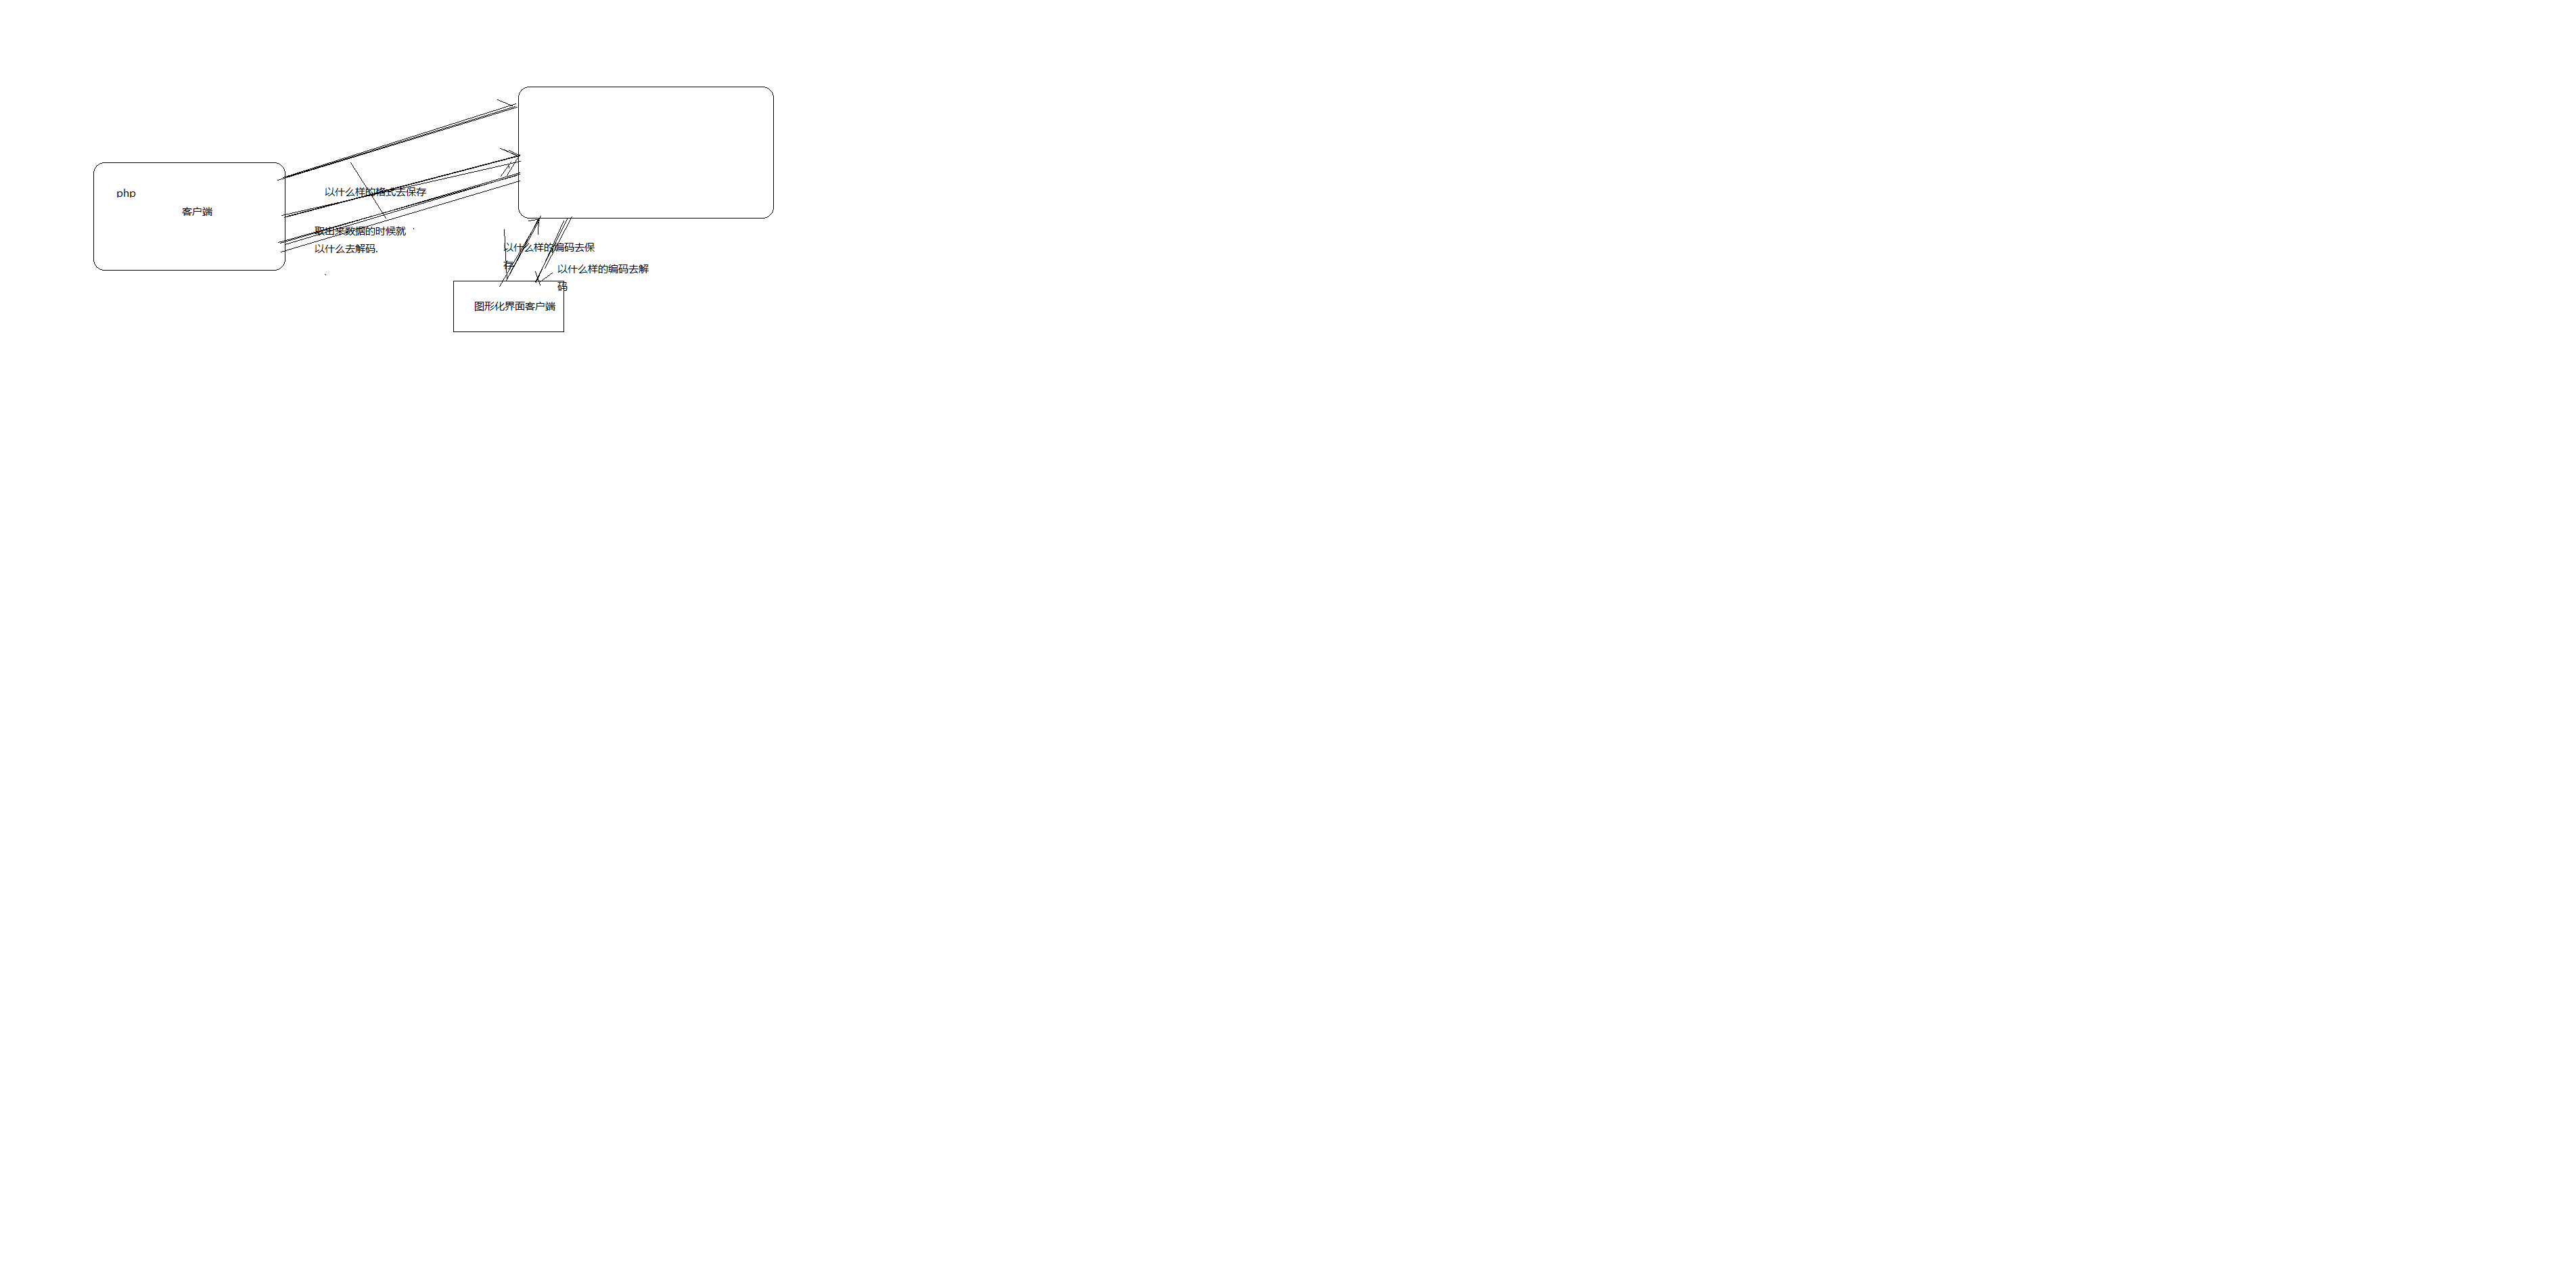 php
客户端
以什么样的格式去保存
取出来数据的时候就
以什么去解码.
以什么样的编码去保
存
以什么样的编码去解
码
图形化界面客户端